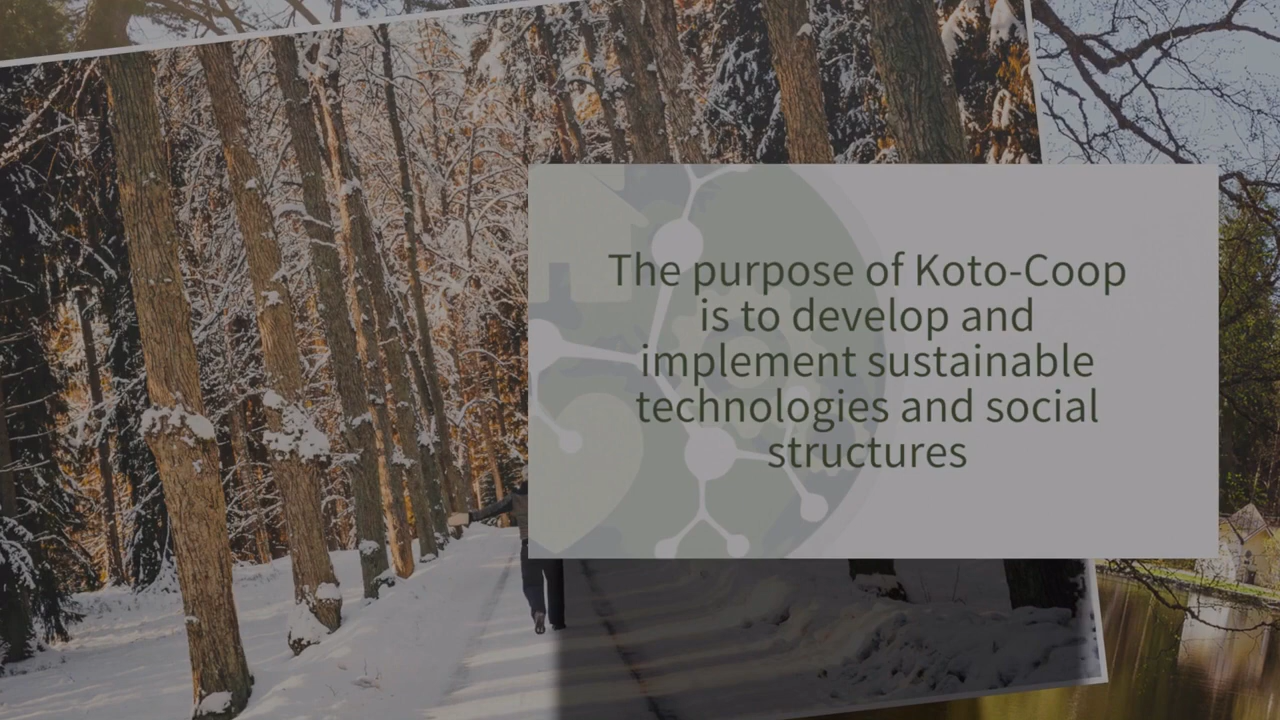 The purpose of Koto-Coop
is to develop and
implement sustainable
technologies and social
structures